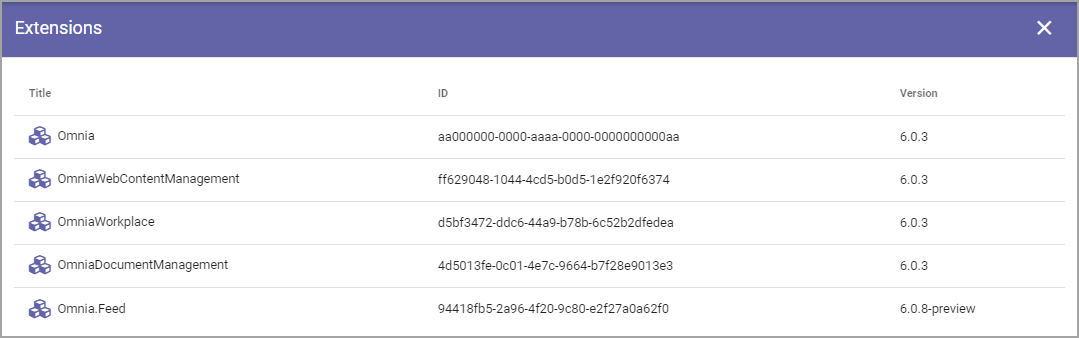 Extensions
Title ID Version
Omnia aa000000-0000-aaaa-0000-0000000000aa 6.0.3
OmniaWebContentManagement ff629048-1044-4cd5-b0d5-1e2f920f6374 6.0.3
OmniaWorkplace d5bf3472-ddc6-44a9-b78b-6c52b2dfedea 6.0.3
OmniaDocumentManagement 4d5013fe-0c01-4e7c-9664-b7f28e9013e3 6.0.3
Omnia.Feed 94418fb5-2a96-4f20-9c80-e2f27a0a62f0 6.0.8-preview